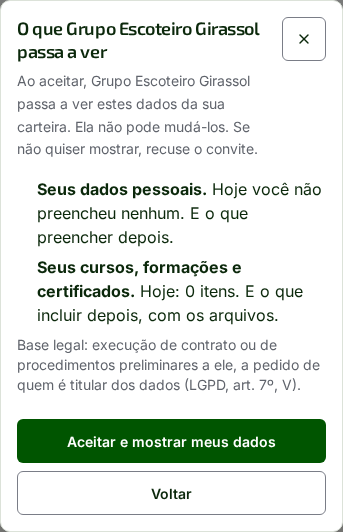 O que Grupo Escoteiro Girassol
passa a ver
Ao aceitar, Grupo Escoteiro Girassol
passa a ver estes dados da sua
carteira. Ela não pode mudá-los. Se
não quiser mostrar, recuse o convite.
Seus dados pessoais. Hoje você não
preencheu nenhum. E o que
preencher depois.
Seus cursos, formações e
certificados. Hoje: 0 itens. E o que
incluir depois, com os arquivos.
Base legal: execução de contrato ou de
procedimentos preliminares a ele, a pedido de
quem é titular dos dados (LGPD, art. 7º, V).
Aceitar e mostrar meus dados
Voltar